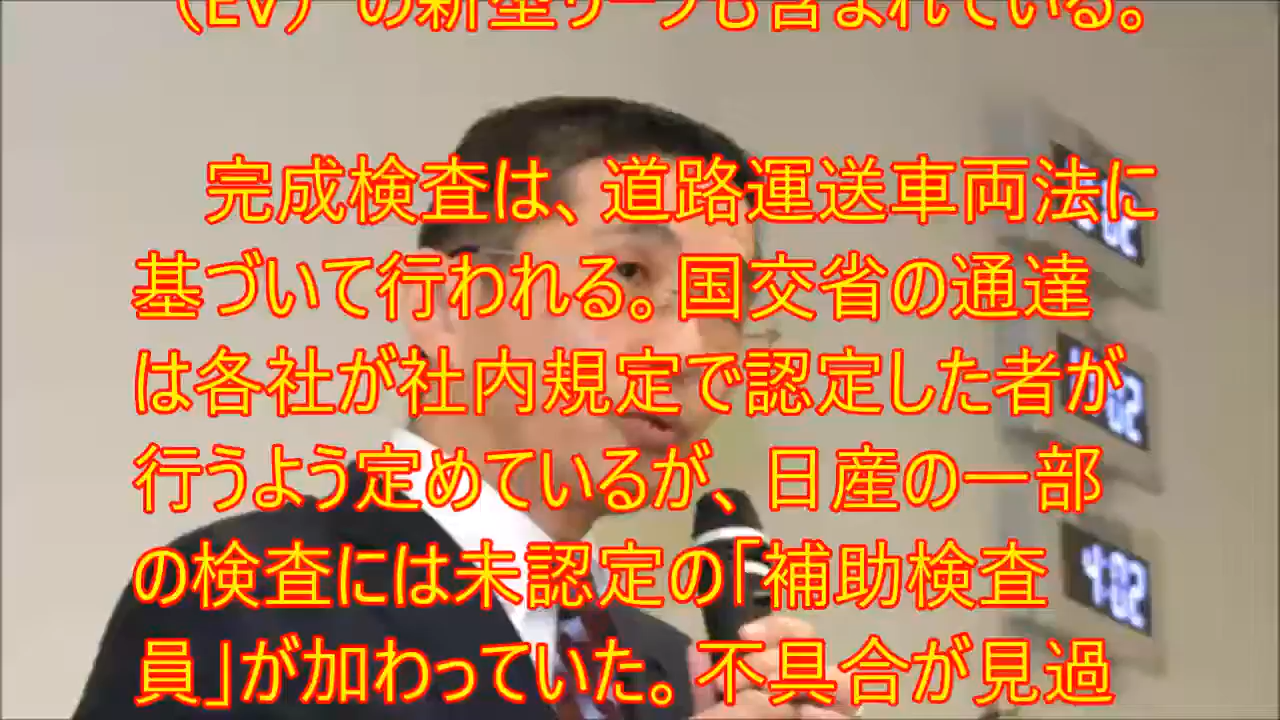 （EV）の新型リーフも含まれている。
完成検査は、道路運送車両法に
基づいて行われる。国交省の通達
は各社が社内規定で認定した者が
行うよう定めているが、日産の一部
の検査には未認定の「補助検査
員」が加わっていた。不具合が見過
4:02